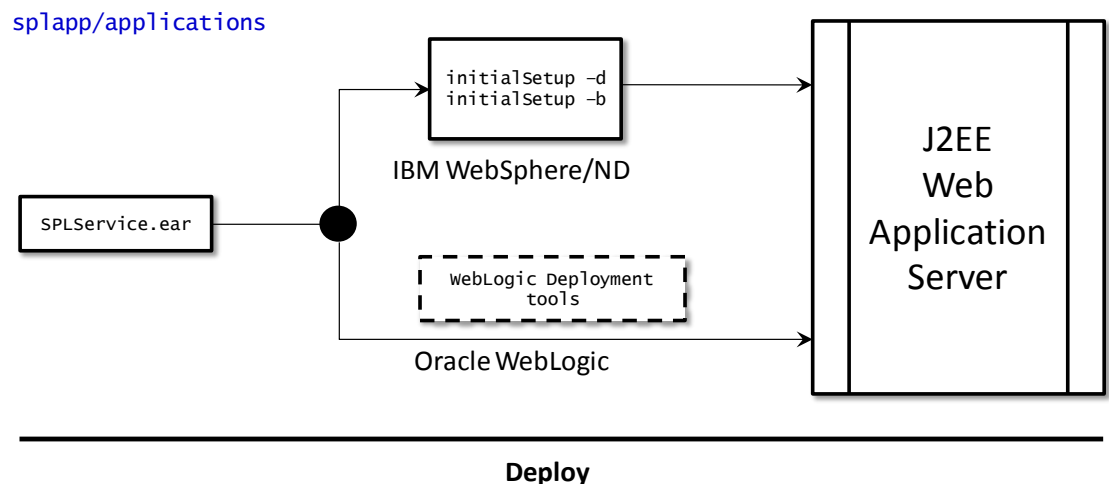 splapp/applications
initialSetup –d
initialSetup –b
IBM WebSphere/ND
SPLService.ear
WebLogic Deployment
tools
Oracle WebLogic
J2EE
Web
Application
Server
Deploy